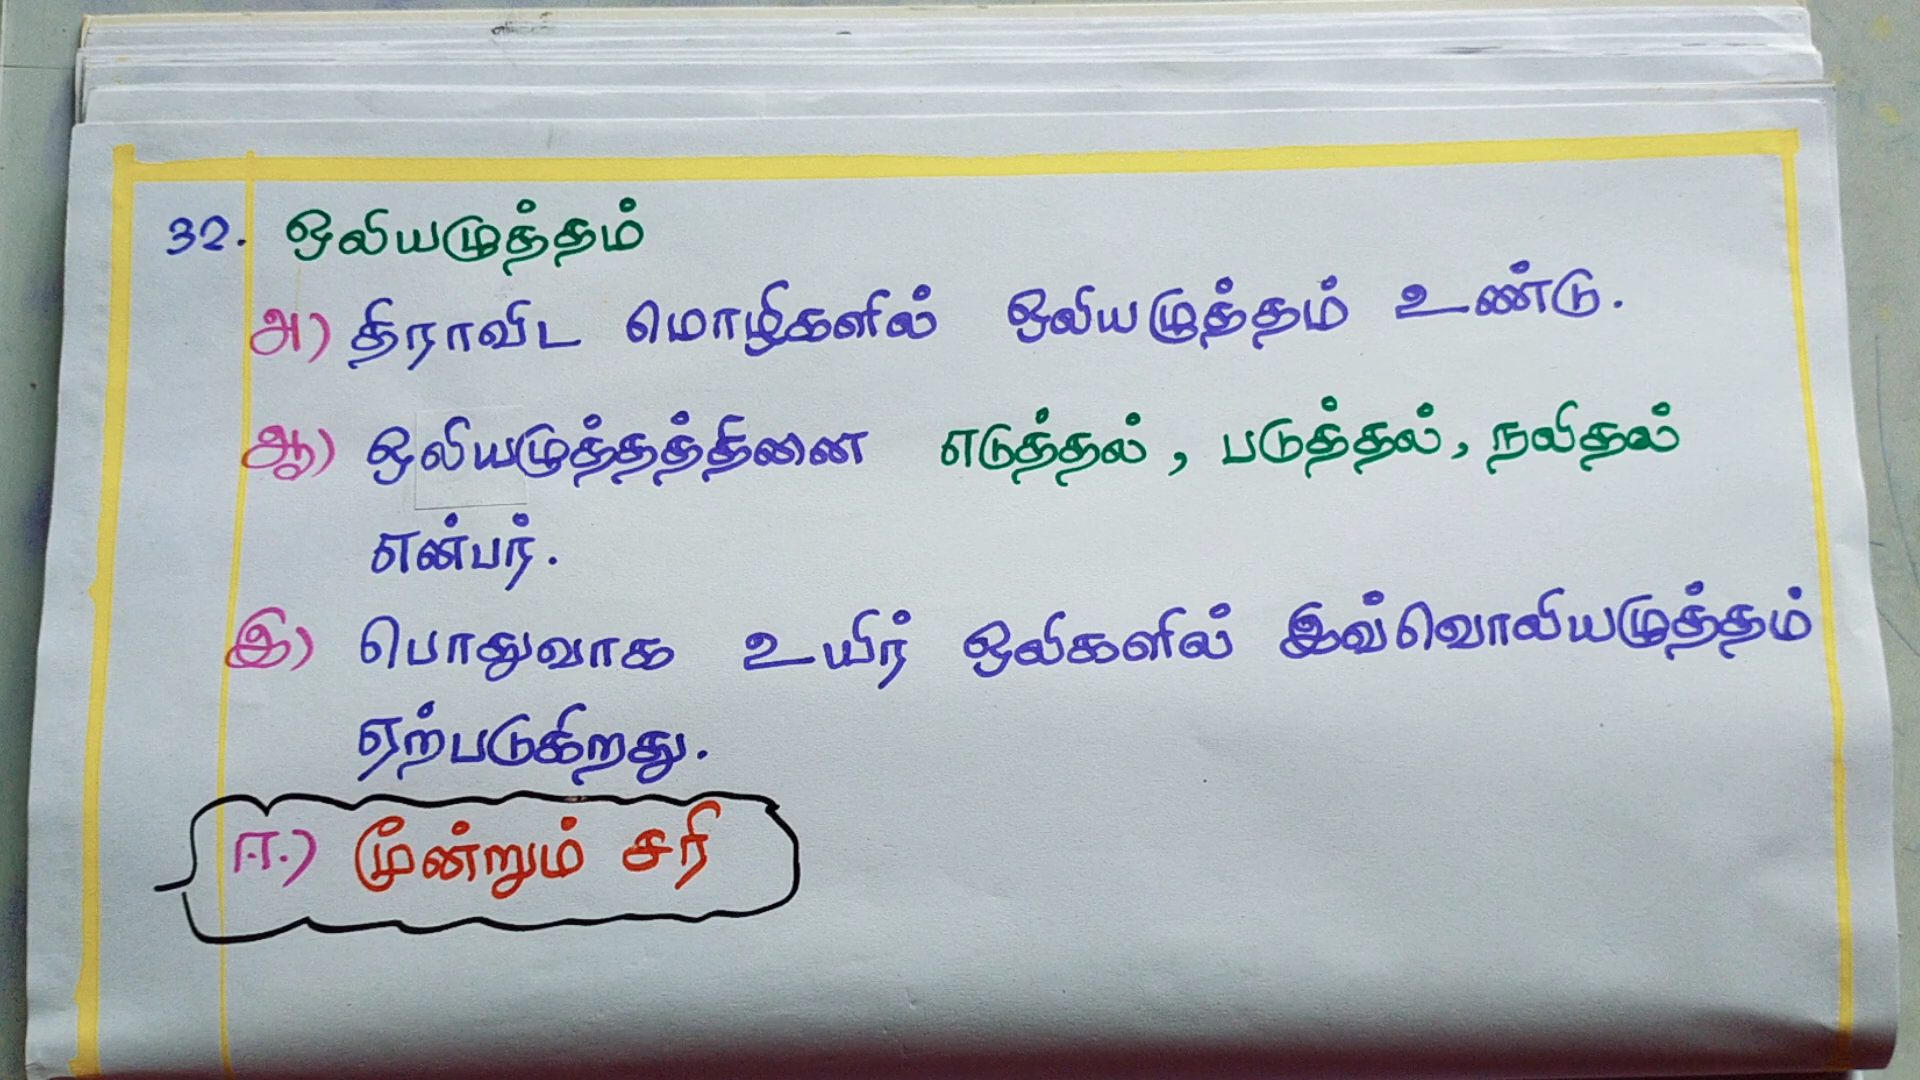 32. ஒலியழுத்தம்
அ) திராவிட மொழிகளில் ஒலியழுத்தம் உண்டு.
ஆ) ஒலியழுத்தத்தினை எடுத்தல், படுத்தல், நலிதல்
என்பர்.
இ) பொதுவாக உயிர் ஒலிகளில் இவ்வொலியழுத்தம்
ஏற்படுகிறது.
ஈ) மூன்றும் சரி